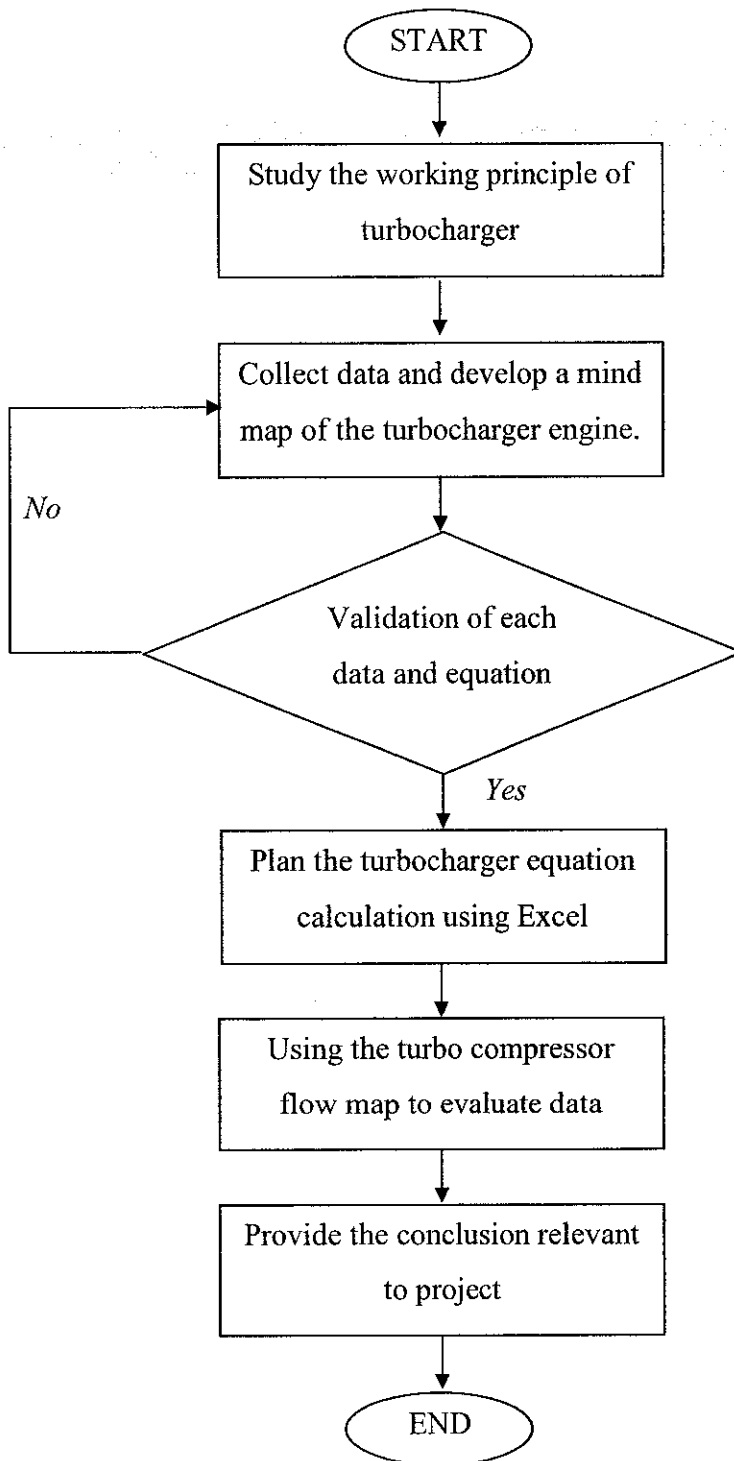 START
Study the working principle of
turbocharger
Collect data and develop a mind
map of the turbocharger engine.
No
Validation of each
data and equation
Yes
Plan the turbocharger equation
calculation using Excel
Using the turbo compressor
flow map to evaluate data
Provide the conclusion relevant
to project
END